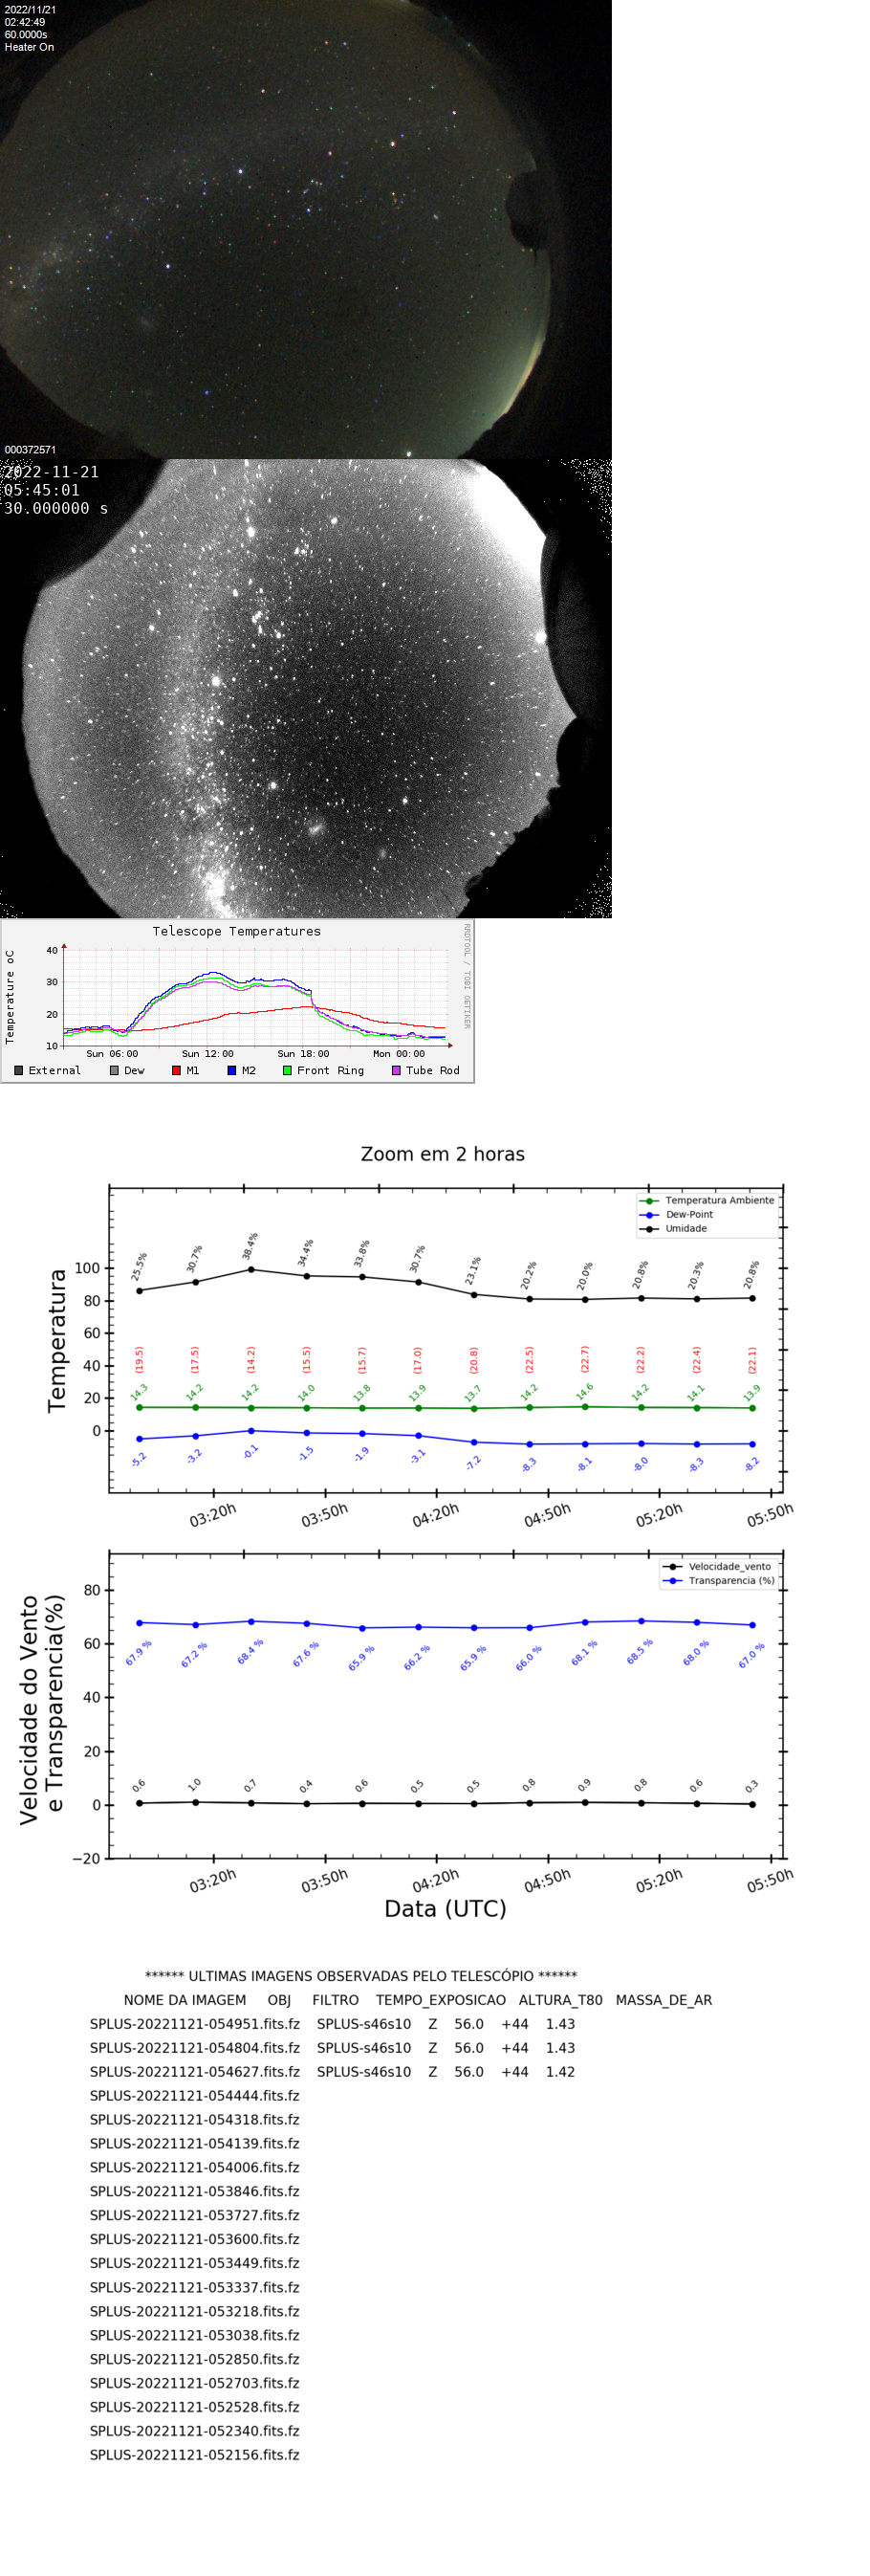 2022/11/21
02:42:49
60.0000s
Heater On
000372571
2022-11-21
05:45:01
30.000000 s
Telescope Temperatures
RRDTOOL / TOBI OETIKER
Temperature oC
40
30
20
10
Sun 06:00 Sun 12:00 Sun 18:00 Mon 00:00
External Dew M1 M2 Front Ring Tube Rod
Zoom em 2 horas
Temperatura Ambiente
Dew-Point
Umidade
Temperatura
100
80
60
40
20
0
25.5% 30.7% 38.4% 34.4% 33.8% 30.7% 23.1% 20.2% 20.0% 20.8% 20.3% 20.8%
(19.5) (17.5) (14.2) (15.5) (15.7) (17.0) (20.8) (22.5) (22.7) (22.2) (22.4) (22.1)
14.3 14.2 14.2 14.0 13.8 13.9 13.7 14.2 14.6 14.2 14.1 13.9
-5.2 -3.2 -0.1 -1.5 -1.9 -3.1 -7.2 -8.3 -8.1 -8.0 -8.3 -8.2
03:20h 03:50h 04:20h 04:50h 05:20h 05:50h
Velocidade_vento
Transparencia (%)
Velocidade do Vento
e Transparencia(%)
80
60
40
20
0
−20
67.9 % 67.2 % 68.4 % 67.6 % 65.9 % 66.2 % 65.9 % 66.0 % 68.1 % 68.5 % 68.0 % 67.0 %
0.6 1.0 0.7 0.4 0.6 0.5 0.5 0.8 0.9 0.8 0.6 0.3
03:20h 03:50h 04:20h 04:50h 05:20h 05:50h
Data (UTC)
****** ULTIMAS IMAGENS OBSERVADAS PELO TELESCÓPIO ******
NOME DA IMAGEM OBJ FILTRO TEMPO_EXPOSICAO ALTURA_T80 MASSA_DE_AR
SPLUS-20221121-054951.fits.fz SPLUS-s46s10 Z 56.0 +44 1.43
SPLUS-20221121-054804.fits.fz SPLUS-s46s10 Z 56.0 +44 1.43
SPLUS-20221121-054627.fits.fz SPLUS-s46s10 Z 56.0 +44 1.42
SPLUS-20221121-054444.fits.fz
SPLUS-20221121-054318.fits.fz
SPLUS-20221121-054139.fits.fz
SPLUS-20221121-054006.fits.fz
SPLUS-20221121-053846.fits.fz
SPLUS-20221121-053727.fits.fz
SPLUS-20221121-053600.fits.fz
SPLUS-20221121-053449.fits.fz
SPLUS-20221121-053337.fits.fz
SPLUS-20221121-053218.fits.fz
SPLUS-20221121-053038.fits.fz
SPLUS-20221121-052850.fits.fz
SPLUS-20221121-052703.fits.fz
SPLUS-20221121-052528.fits.fz
SPLUS-20221121-052340.fits.fz
SPLUS-20221121-052156.fits.fz